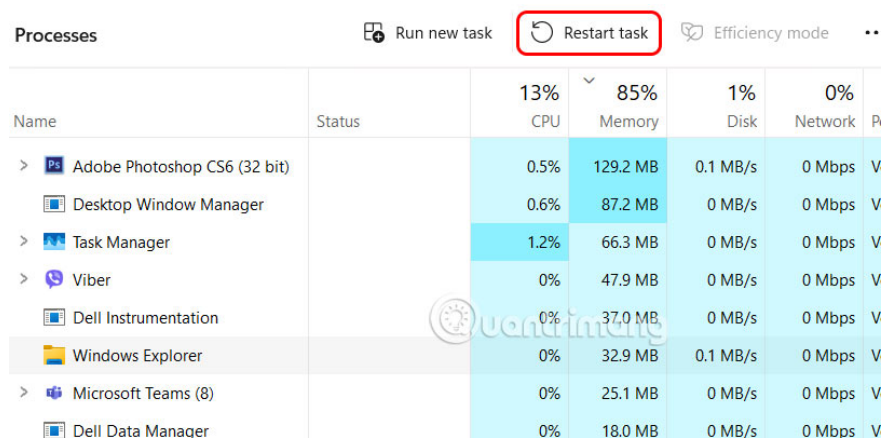 Processes Run new task Restart task Efficiency mode
13% 85% 1% 0%
Name Status CPU Memory Disk Network
Adobe Photoshop CS6 (32 bit) 0.5% 129.2 MB 0.1 MB/s 0 Mbps
Desktop Window Manager 0.6% 87.2 MB 0 MB/s 0 Mbps
Task Manager 1.2% 66.3 MB 0 MB/s 0 Mbps
Viber 0% 47.9 MB 0 MB/s 0 Mbps
Dell Instrumentation 0% 37.0 MB 0 MB/s 0 Mbps
uantrimang
Windows Explorer 0% 32.9 MB 0.1 MB/s 0 Mbps
Microsoft Teams (8) 0% 25.1 MB 0 MB/s 0 Mbps
Dell Data Manager 0% 18.0 MB 0 MB/s 0 Mbps